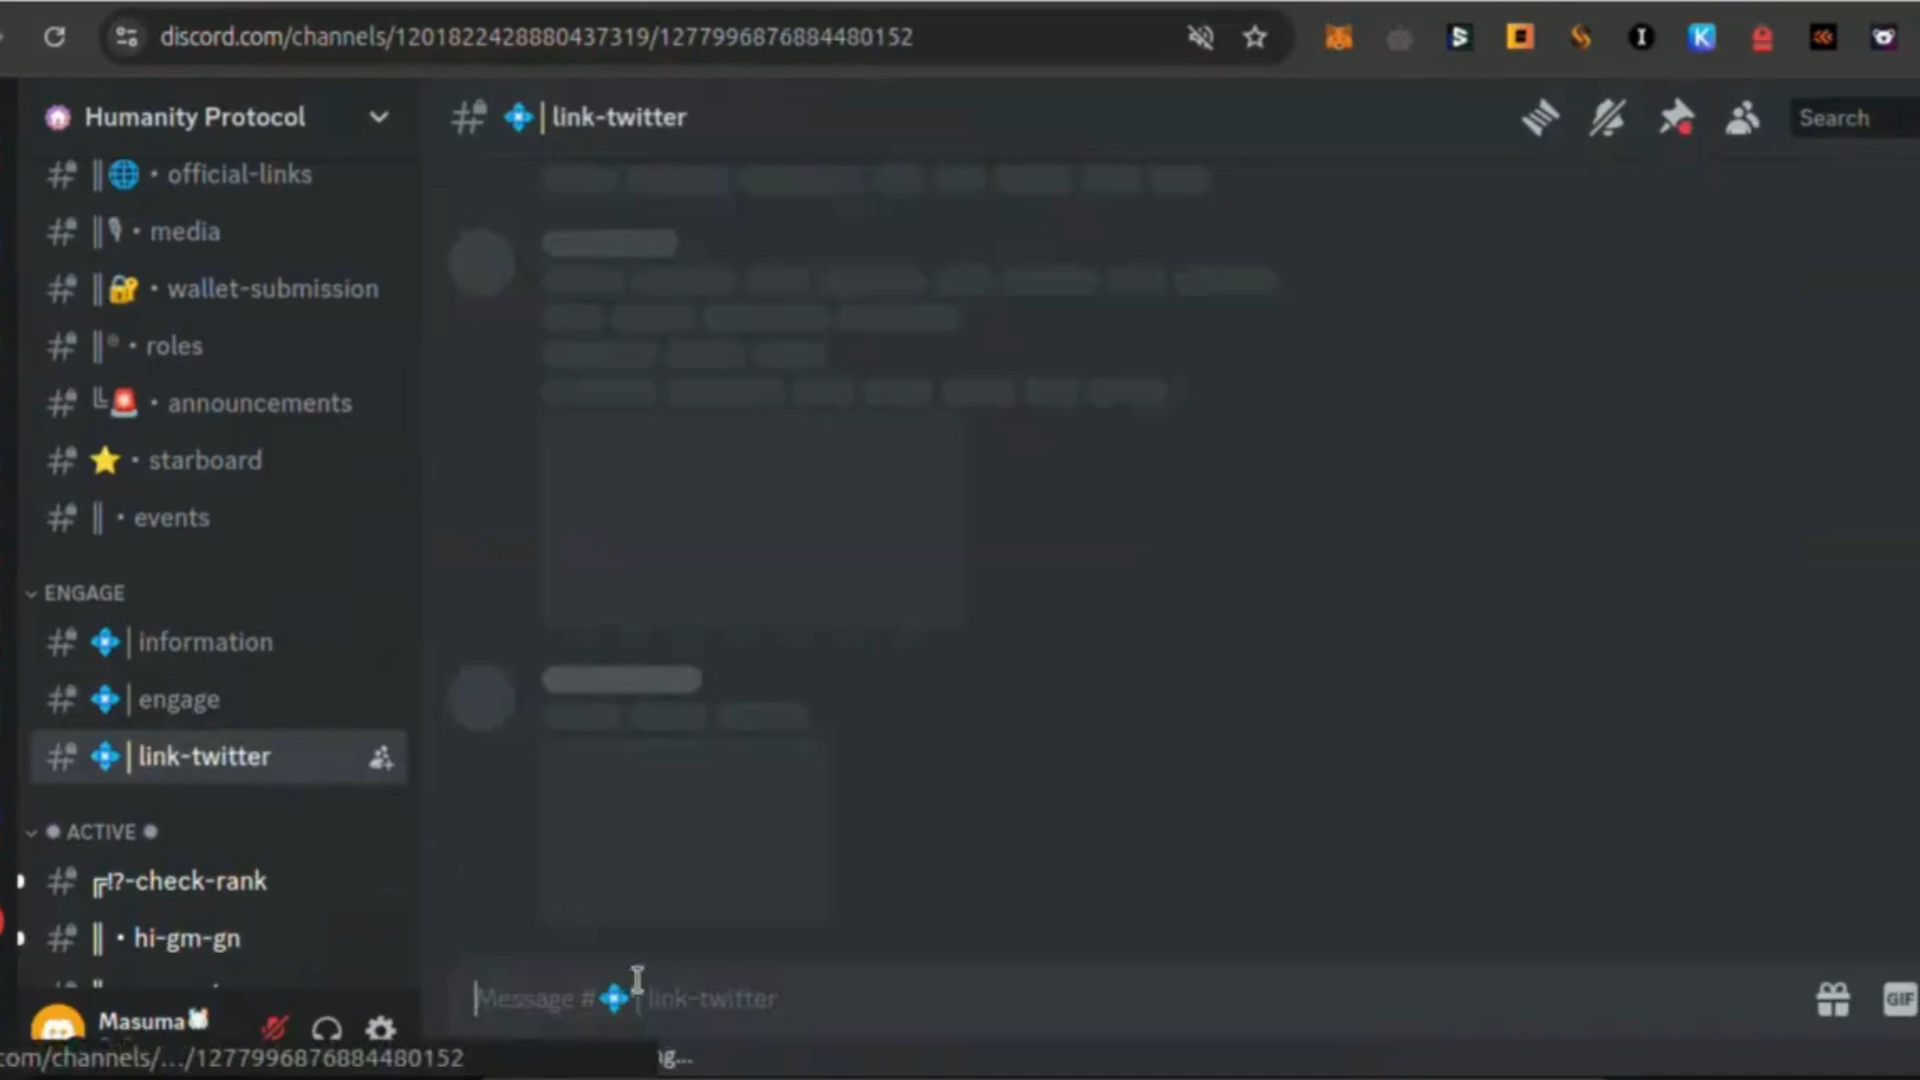 discord.com/channels/1201822428880437319/1277996876884480152
Humanity Protocol
| link-twitter
Search
official-links
media
wallet-submission
roles
announcements
starboard
events
ENGAGE
| information
| engage
| link-twitter
ACTIVE
!?-check-rank
hi-gm-gn
Message # | link-twitter
GIF
Masuma
com/channels/.../1277996876884480152